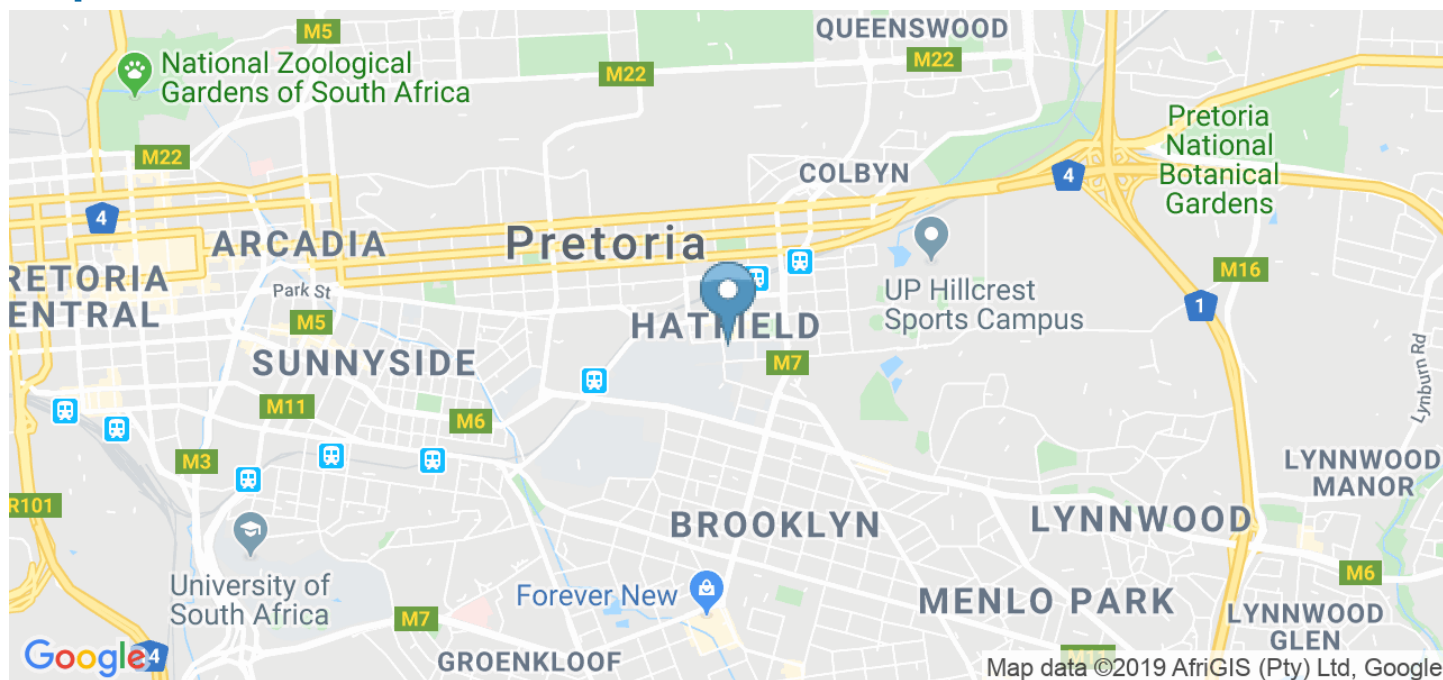 M5
QUEENSWOOD
National Zoological
Gardens of South Africa
M22
M22
M22
Pretoria
National
Botanical
Gardens
COLBYN
4
4
ARCADIA
Pretoria
RETORIA
ENTRAL
Park St
M5
M16
UP Hillcrest
Sports Campus
1
HATFIELD
SUNNYSIDE
M7
Lynburn Rd
M11
M6
M3
LYNNWOOD
MANOR
R101
BROOKLYN
LYNNWOOD
University of
South Africa
Forever New
M6
MENLO PARK
LYNNWOOD
GLEN
M7
M11
Google
4
GROENKLOOF
Map data ©2019 AfriGIS (Pty) Ltd, Google